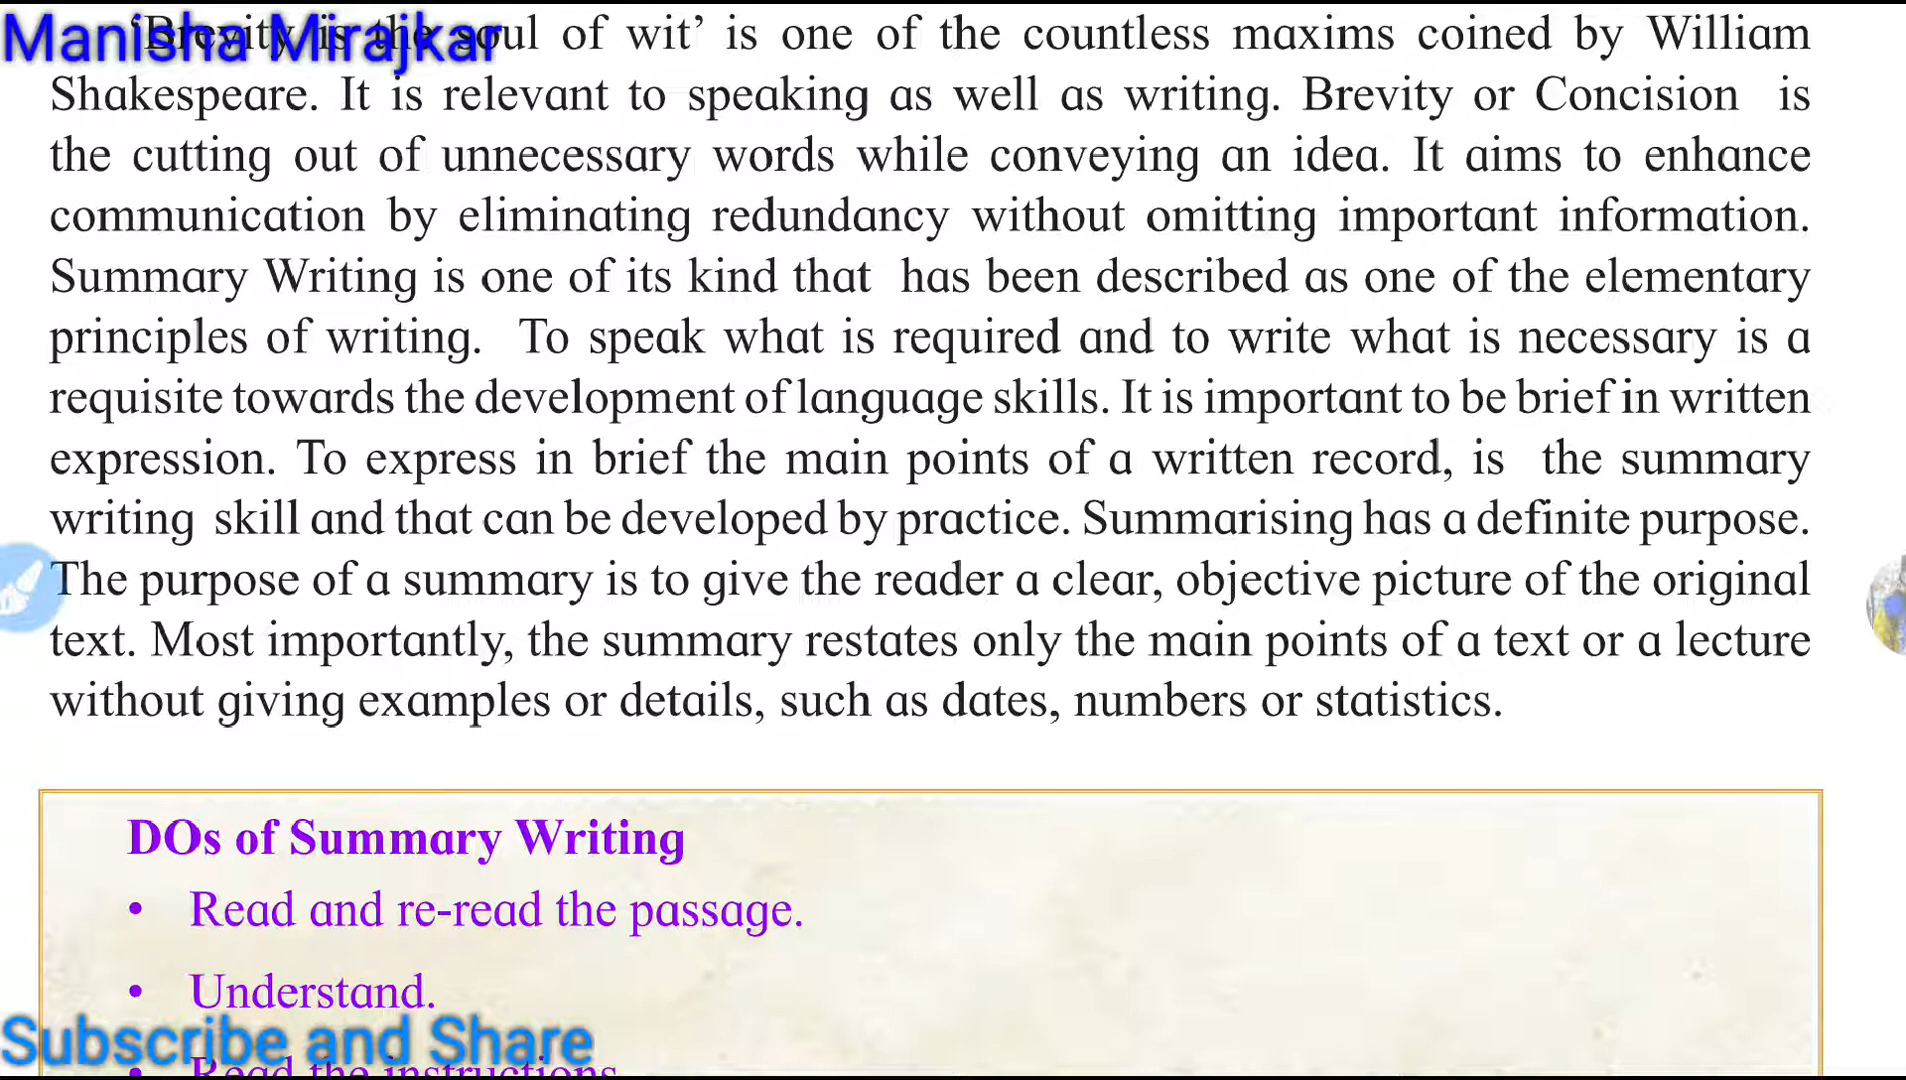 Manisha Mirajkar
‘Brevity is the soul of wit’ is one of the countless maxims coined by William
Shakespeare. It is relevant to speaking as well as writing. Brevity or Concision is
the cutting out of unnecessary words while conveying an idea. It aims to enhance
communication by eliminating redundancy without omitting important information.
Summary Writing is one of its kind that has been described as one of the elementary
principles of writing. To speak what is required and to write what is necessary is a
requisite towards the development of language skills. It is important to be brief in written
expression. To express in brief the main points of a written record, is the summary
writing skill and that can be developed by practice. Summarising has a definite purpose.
The purpose of a summary is to give the reader a clear, objective picture of the original
text. Most importantly, the summary restates only the main points of a text or a lecture
without giving examples or details, such as dates, numbers or statistics.
DOs of Summary Writing
• Read and re-read the passage.
• Understand.
Subscribe and Share
• Read the instructions